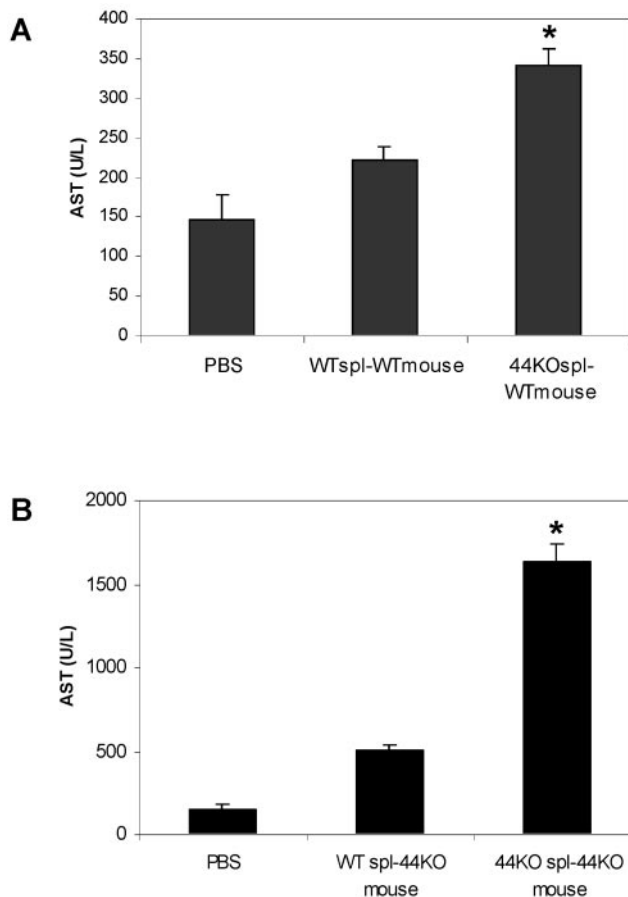 A
400
350
300
250
200
150
100
50
0
AST (U/L)
*
PBS
WTspl-WTmouse
44KOspl-
WTmouse
B
2000
1500
1000
500
0
AST (U/L)
*
PBS
WT spl-44KO
mouse
44KO spl-44KO
mouse